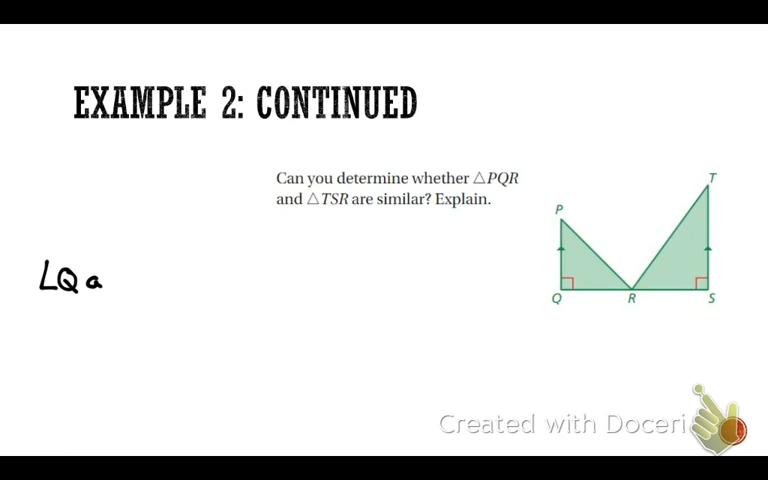 EXAMPLE 2: CONTINUED
Can you determine whether △PQR
and △TSR are similar? Explain.
T
P
∠Q a
Q R S
Created with Doceri